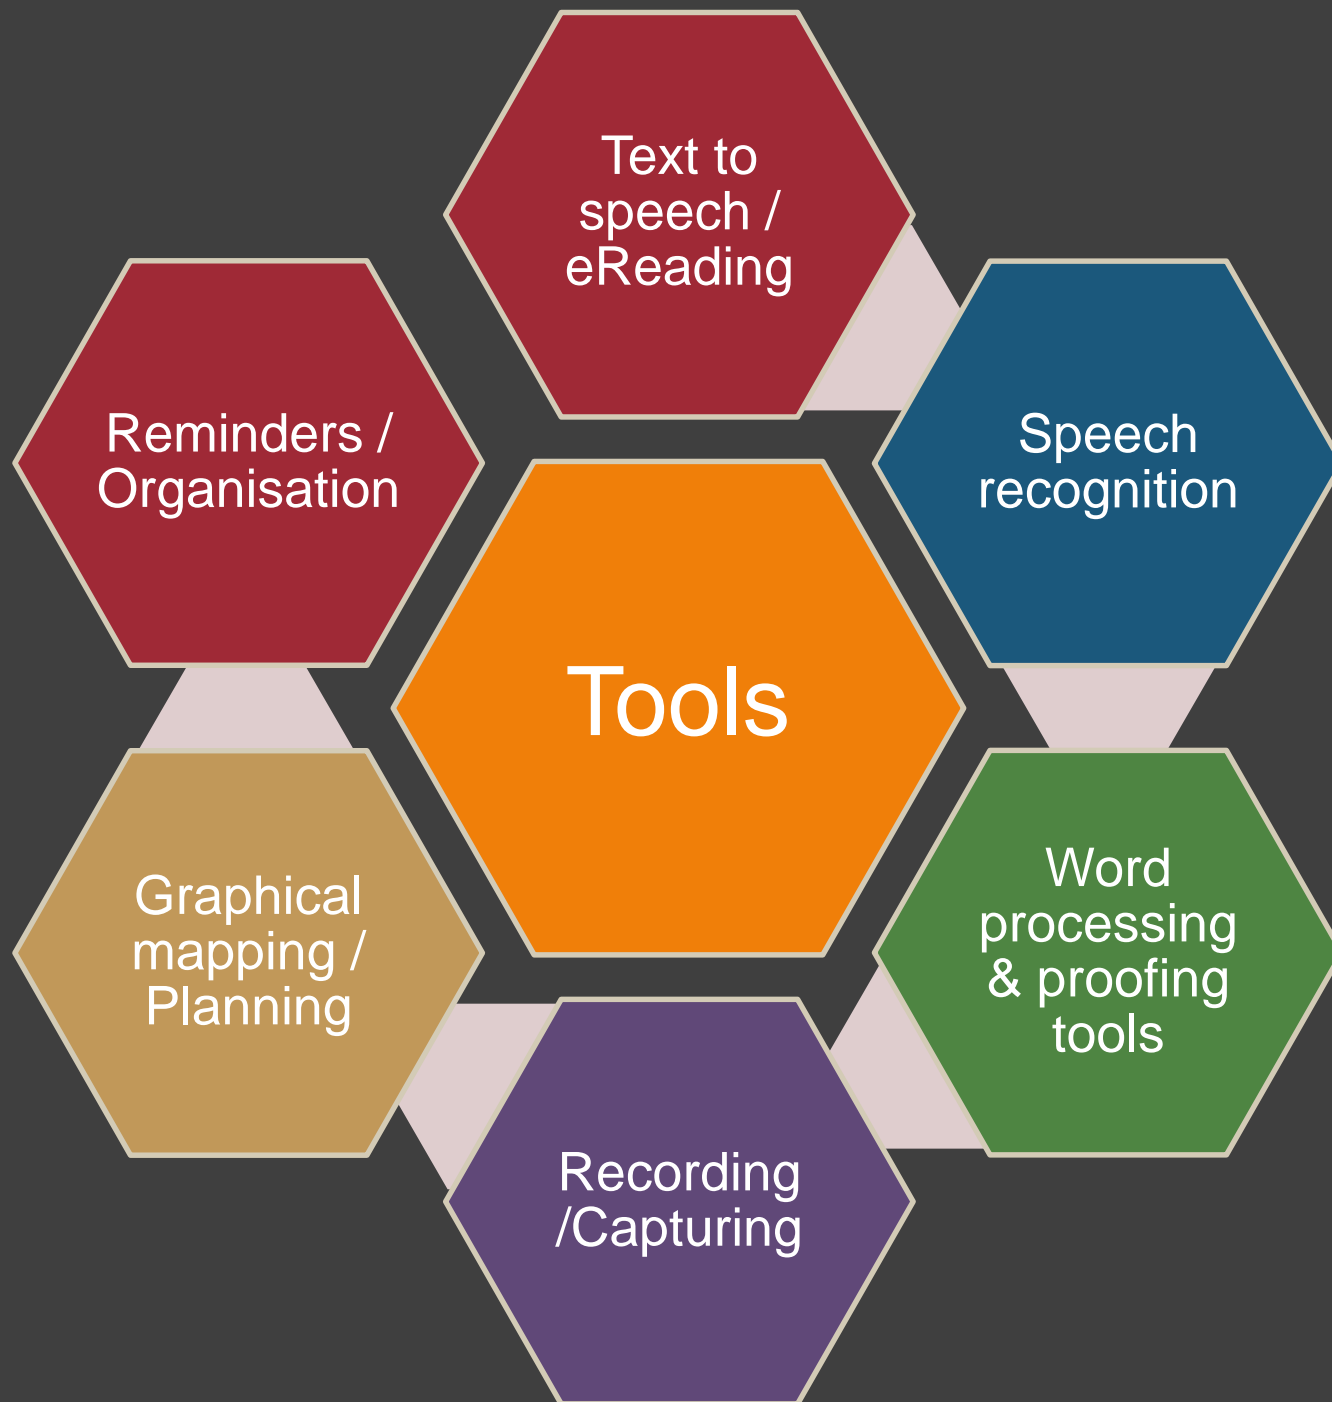 Text to
speech /
eReading
Speech
recognition
Word
processing
& proofing
tools
Recording
/Capturing
Graphical
mapping /
Planning
Reminders /
Organisation
Tools